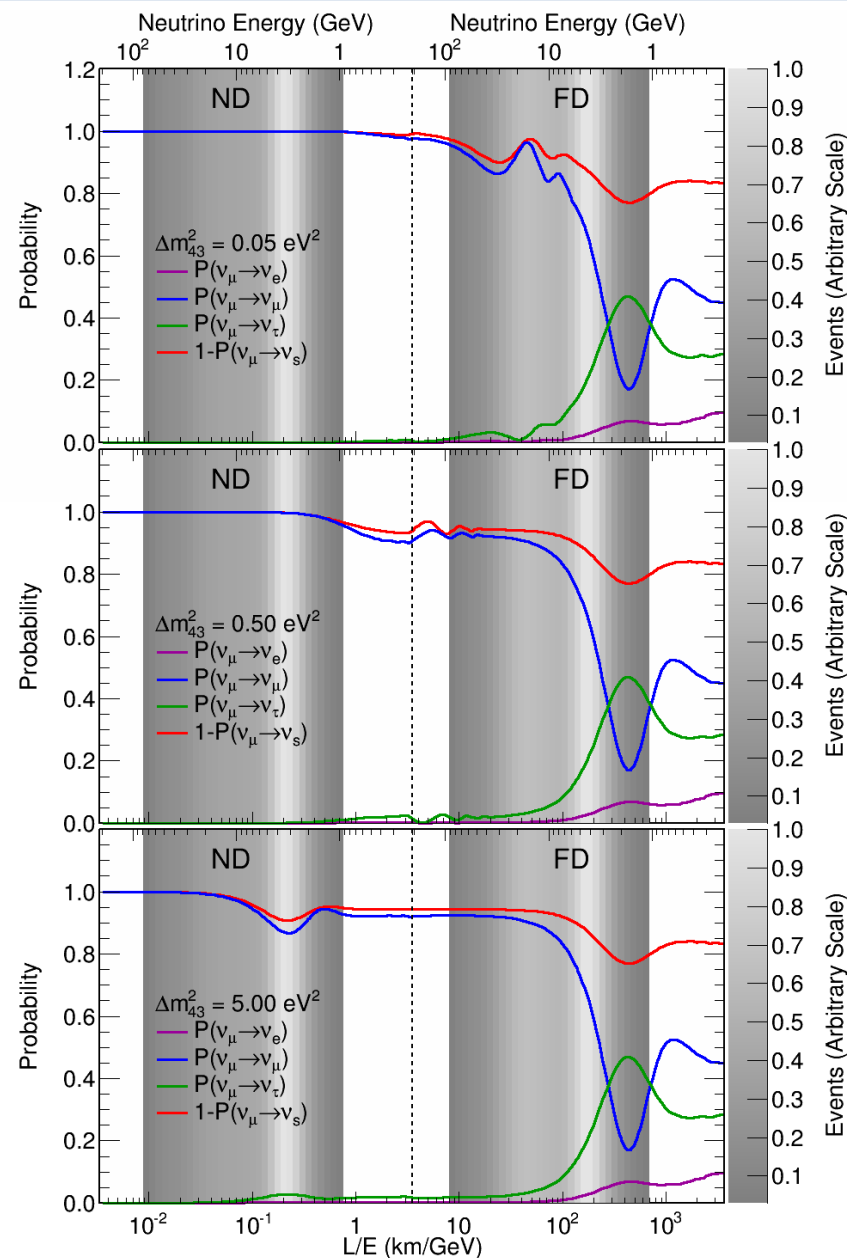 Neutrino Energy (GeV) Neutrino Energy (GeV)
10² 10 1 10² 10 1
1.2
1.0
0.8
0.6
0.4
0.2
0.0
Probability
ND FD
Δm²₄₃ = 0.05 eV²
P(νμ→νe)
P(νμ→νμ)
P(νμ→ντ)
1-P(νμ→νs)
1.0
0.9
0.8
0.7
0.6
0.5
0.4
0.3
0.2
0.1
Events (Arbitrary Scale)
1.0
0.8
0.6
0.4
0.2
0.0
Probability
ND FD
Δm²₄₃ = 0.50 eV²
P(νμ→νe)
P(νμ→νμ)
P(νμ→ντ)
1-P(νμ→νs)
1.0
0.9
0.8
0.7
0.6
0.5
0.4
0.3
0.2
0.1
Events (Arbitrary Scale)
1.0
0.8
0.6
0.4
0.2
0.0
Probability
ND FD
Δm²₄₃ = 5.00 eV²
P(νμ→νe)
P(νμ→νμ)
P(νμ→ντ)
1-P(νμ→νs)
1.0
0.9
0.8
0.7
0.6
0.5
0.4
0.3
0.2
0.1
Events (Arbitrary Scale)
10⁻² 10⁻¹ 1 10 10² 10³
L/E (km/GeV)